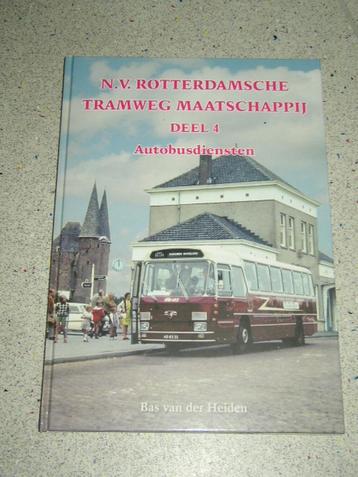 N.V. ROTTERDAMSCHE
TRAMWEG MAATSCHAPPIJ
DEEL 4
Autobusdiensten
Bas van der Heiden